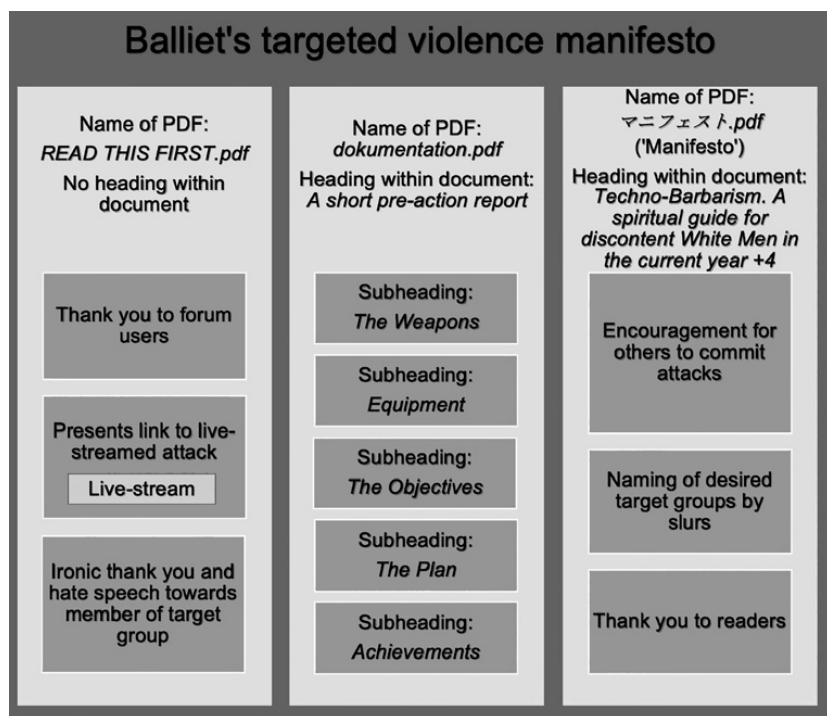 Balliet's targeted violence manifesto
Name of PDF:
READ THIS FIRST.pdf
No heading within
document
Thank you to forum
users
Presents link to live-
streamed attack
Live-stream
Ironic thank you and
hate speech towards
member of target
group
Name of PDF:
dokumentation.pdf
Heading within document:
A short pre-action report
Subheading:
The Weapons
Subheading:
Equipment
Subheading:
The Objectives
Subheading:
The Plan
Subheading:
Achievements
Name of PDF:
マニフェスト.pdf
('Manifesto')
Heading within document:
Techno-Barbarism. A
spiritual guide for
discontent White Men in
the current year +4
Encouragement for
others to commit
attacks
Naming of desired
target groups by
slurs
Thank you to readers